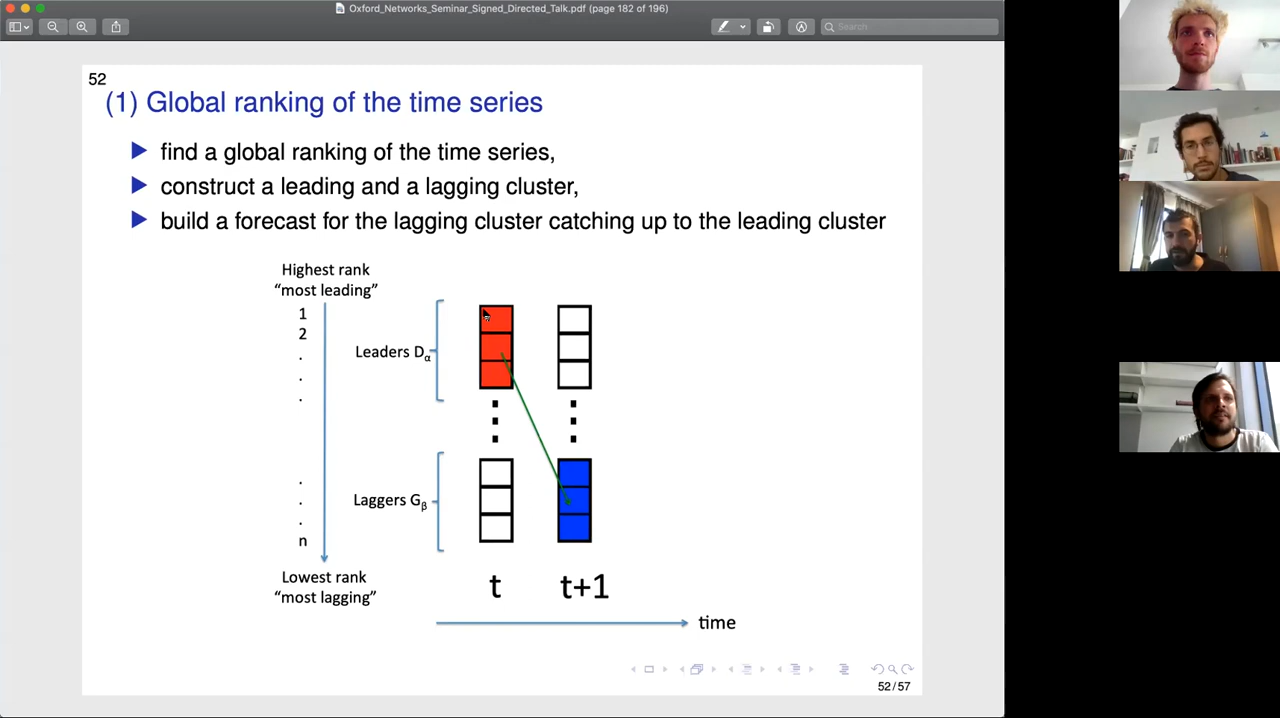 Oxford_Networks_Seminar_Signed_Directed_Talk.pdf (page 182 of 196)
Search
52
(1) Global ranking of the time series
find a global ranking of the time series,
construct a leading and a lagging cluster,
build a forecast for the lagging cluster catching up to the leading cluster
Highest rank
“most leading”
1
2
.
.
.
Leaders Dα
.
.
.
n
Laggers Gβ
Lowest rank
“most lagging”
t
t+1
time
52/57